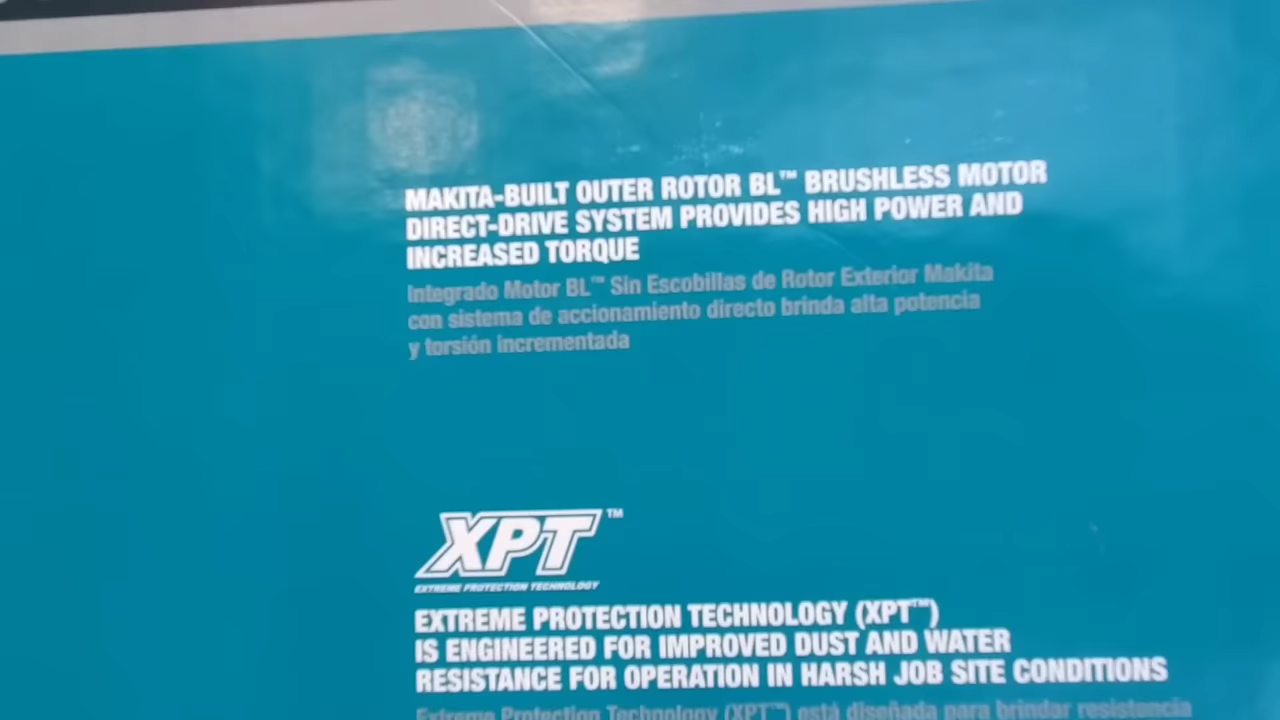 MAKITA-BUILT OUTER ROTOR BL™ BRUSHLESS MOTOR
DIRECT-DRIVE SYSTEM PROVIDES HIGH POWER AND
INCREASED TORQUE
Integrado Motor BL™ Sin Escobillas de Rotor Exterior Makita
con sistema de accionamiento directo brinda alta potencia
y torsión incrementada
XPT™
EXTREME PROTECTION TECHNOLOGY
EXTREME PROTECTION TECHNOLOGY (XPT™)
IS ENGINEERED FOR IMPROVED DUST AND WATER
RESISTANCE FOR OPERATION IN HARSH JOB SITE CONDITIONS
Extreme Protection Technology (XPT™) está diseñada para brindar resistencia